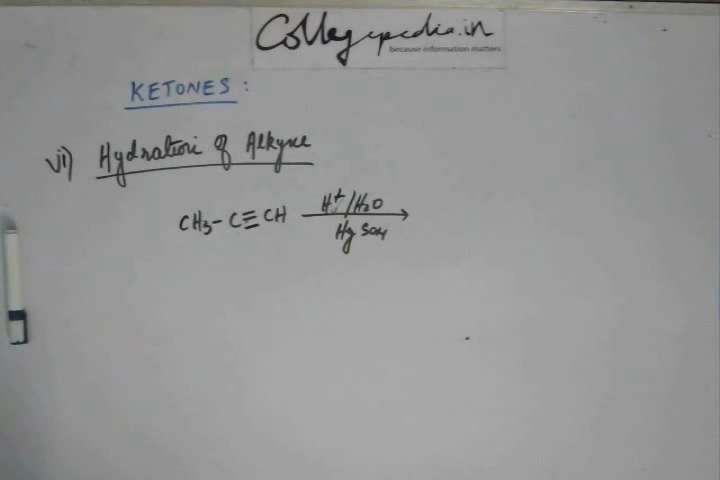 Collegepedia.in
because information matters
KETONES:
vi) Hydration of Alkyne
CH3-C≡CH H+/H2O
HgSO4